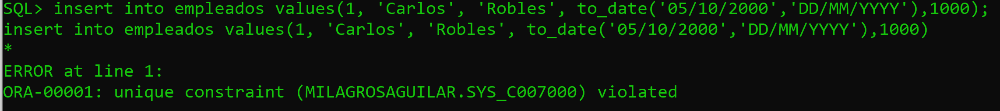 SQL> insert into empleados values(1, 'Carlos', 'Robles', to_date('05/10/2000','DD/MM/YYYY'),1000);
insert into empleados values(1, 'Carlos', 'Robles', to_date('05/10/2000','DD/MM/YYYY'),1000)
*
ERROR at line 1:
ORA-00001: unique constraint (MILAGROSAGUILAR.SYS_C007000) violated